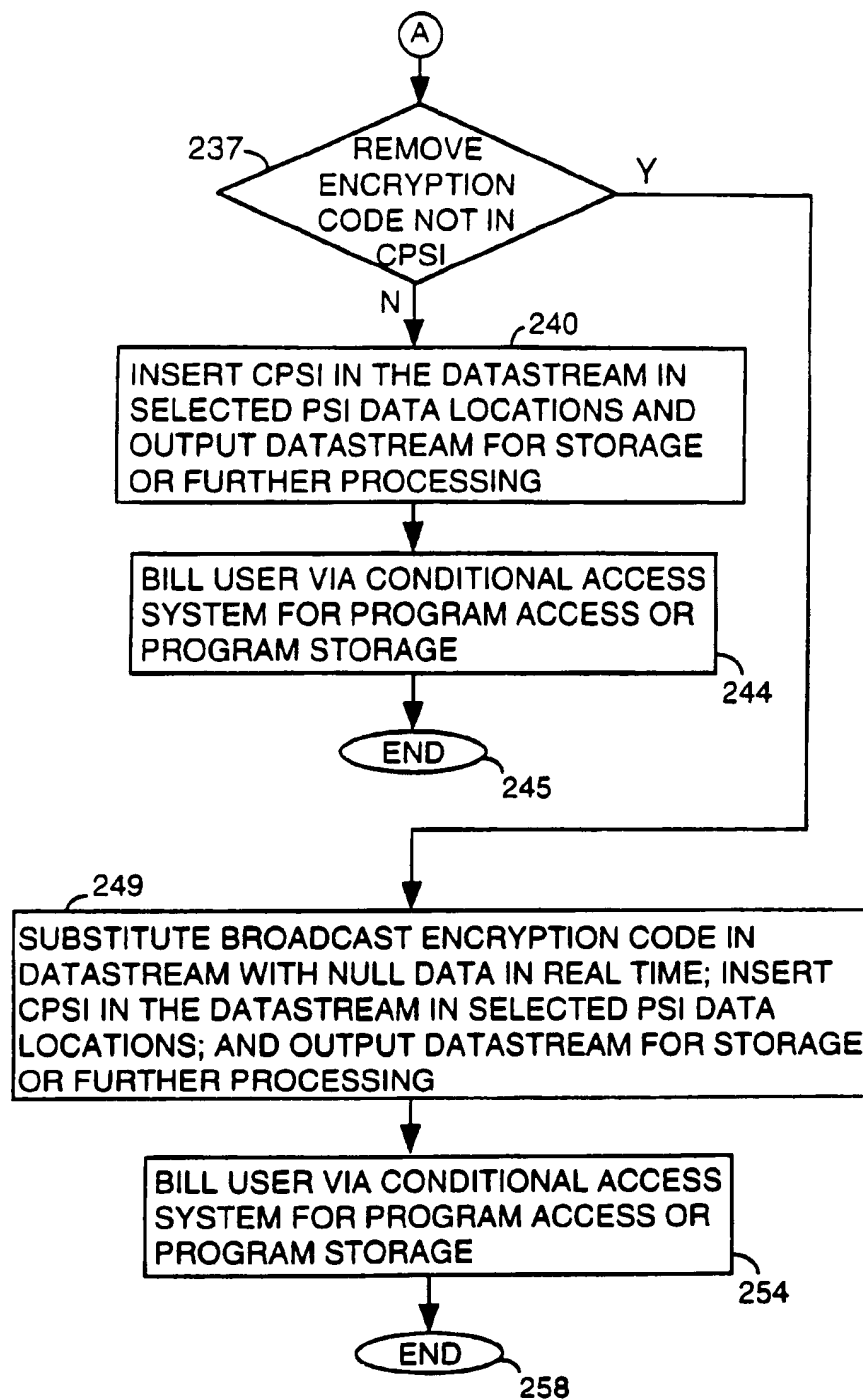 A
237
REMOVE
ENCRYPTION
CODE NOT IN
CPSI
Y
N
240
INSERT CPSI IN THE DATASTREAM IN
SELECTED PSI DATA LOCATIONS AND
OUTPUT DATASTREAM FOR STORAGE
OR FURTHER PROCESSING
BILL USER VIA CONDITIONAL ACCESS
SYSTEM FOR PROGRAM ACCESS OR
PROGRAM STORAGE
244
END
245
249
SUBSTITUTE BROADCAST ENCRYPTION CODE IN
DATASTREAM WITH NULL DATA IN REAL TIME; INSERT
CPSI IN THE DATASTREAM IN SELECTED PSI DATA
LOCATIONS; AND OUTPUT DATASTREAM FOR STORAGE
OR FURTHER PROCESSING
BILL USER VIA CONDITIONAL ACCESS
SYSTEM FOR PROGRAM ACCESS OR
PROGRAM STORAGE
254
END
258